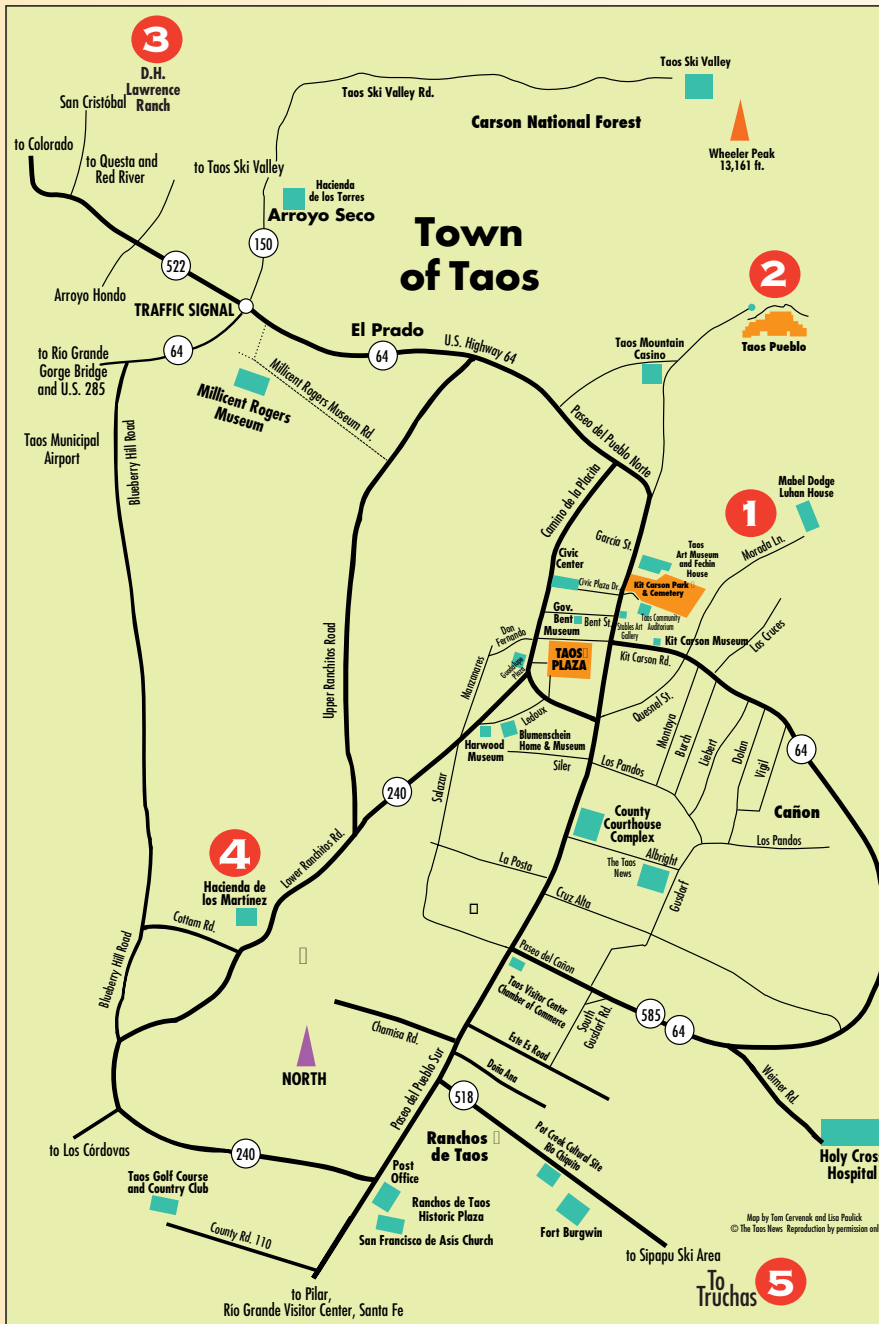 3
D.H.
Lawrence
Ranch
San Cristóbal
to Colorado
to Questa and
Red River
to Taos Ski Valley
Taos Ski Valley Rd.
Taos Ski Valley
Carson National Forest
Wheeler Peak
13,161 ft.
Hacienda
de los Torres
Arroyo Seco
150
Town
of Taos
522
Arroyo Hondo
TRAFFIC SIGNAL
2
Taos Pueblo
El Prado
64
U.S. Highway 64
Taos Mountain
Casino
to Río Grande
Gorge Bridge
and U.S. 285
64
Millicent Rogers
Museum
Millicent Rogers Museum Rd.
Taos Municipal
Airport
Blueberry Hill Road
Upper Ranchitos Road
Paseo del Pueblo Norte
Camino de la Placita
Mabel Dodge
Luhan House
1
Morada Ln.
García St.
Taos
Art Museum
and Fechin
House
Civic
Center
Civic Plaza Dr.
Kit Carson Park
& Cemetery
Gov.
Bent
Museum
Bent St.
Stables Art
Gallery
Taos Community
Auditorium
Kit Carson Museum
Las Cruces
Don
Fernando
TAOS
PLAZA
Kit Carson Rd.
Guadalupe
Plaza
Manzanares
Quesnel St.
Ledoux
Blumenschein
Home & Museum
Harwood
Museum
Siler
Los Pandos
Montoya
Burch
Liebert
Dolan
Vigil
64
Salazar
240
County
Courthouse
Complex
Cañon
Los Pandos
Albright
The Taos
News
Gusdorf
La Posta
Cruz Alta
Lower Ranchitos Rd.
4
Hacienda de
los Martínez
Cottam Rd.
Blueberry Hill Road
Paseo del Cañon
Taos Visitor Center
Chamber of Commerce
South
Gusdorf Rd.
585
64
Chamisa Rd.
Este Es Road
Doña Ana
Weimer Rd.
NORTH
Paseo del Pueblo Sur
518
to Los Córdovas
240
Ranchos
de Taos
Pot Creek Cultural Site
Río Chiquito
Holy Cross
Hospital
Taos Golf Course
and Country Club
Post
Office
Ranchos de Taos
Historic Plaza
San Francisco de Asís Church
Fort Burgwin
County Rd. 110
Map by Tom Cervenak and Lisa Paulick
© The Taos News Reproduction by permission onl
to Sipapu Ski Area
to Pilar,
Río Grande Visitor Center, Santa Fe
To
Truchas
5